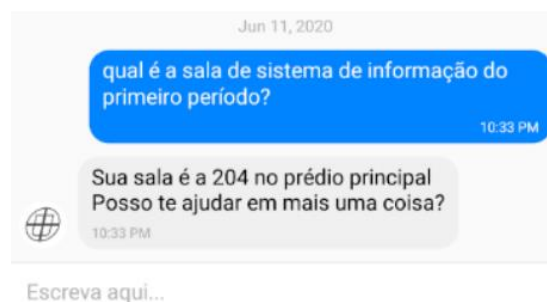 Jun 11, 2020
qual é a sala de sistema de informação do
primeiro período?
10:33 PM
Sua sala é a 204 no prédio principal
Posso te ajudar em mais uma coisa?
10:33 PM
Escreva aqui...